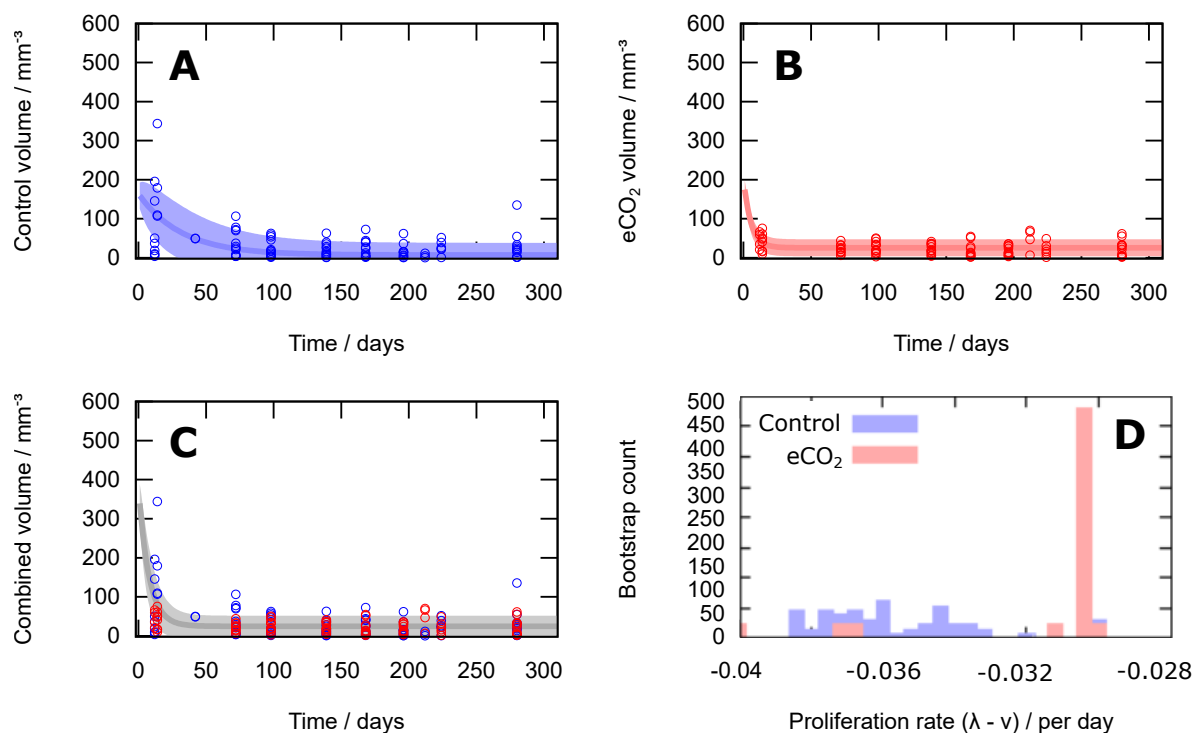 A
Control volume / mm⁻³
600
500
400
300
200
100
0
0 50 100 150 200 250 300
Time / days
B
eCO₂ volume / mm⁻³
600
500
400
300
200
100
0
0 50 100 150 200 250 300
Time / days
C
Combined volume / mm⁻³
600
500
400
300
200
100
0
0 50 100 150 200 250 300
Time / days
D
Control
eCO₂
Bootstrap count
500
450
400
350
300
250
200
150
100
50
0
-0.04 -0.036 -0.032 -0.028
Proliferation rate (λ - ν) / per day